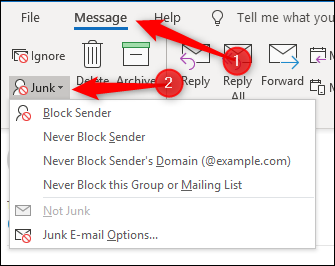 File Message Help Tell me what you
Ignore
Junk
Delete Archive Reply Reply All Forward
1
2
Block Sender
Never Block Sender
Never Block Sender's Domain (@example.com)
Never Block this Group or Mailing List
Not Junk
Junk E-mail Options...